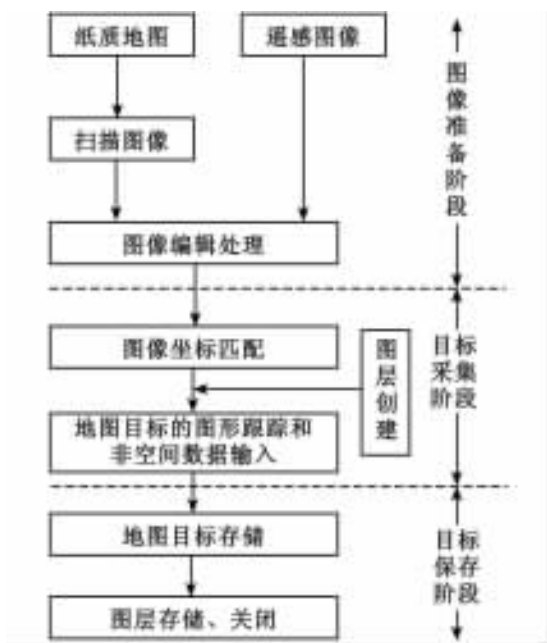 纸质地图
遥感图像
扫描图像
图像编辑处理
图像准备阶段
图像坐标匹配
图层创建
地图目标的图形跟踪和
非空间数据输入
目标
采集
阶段
地图目标存储
图层存储、关闭
目标
保存
阶段